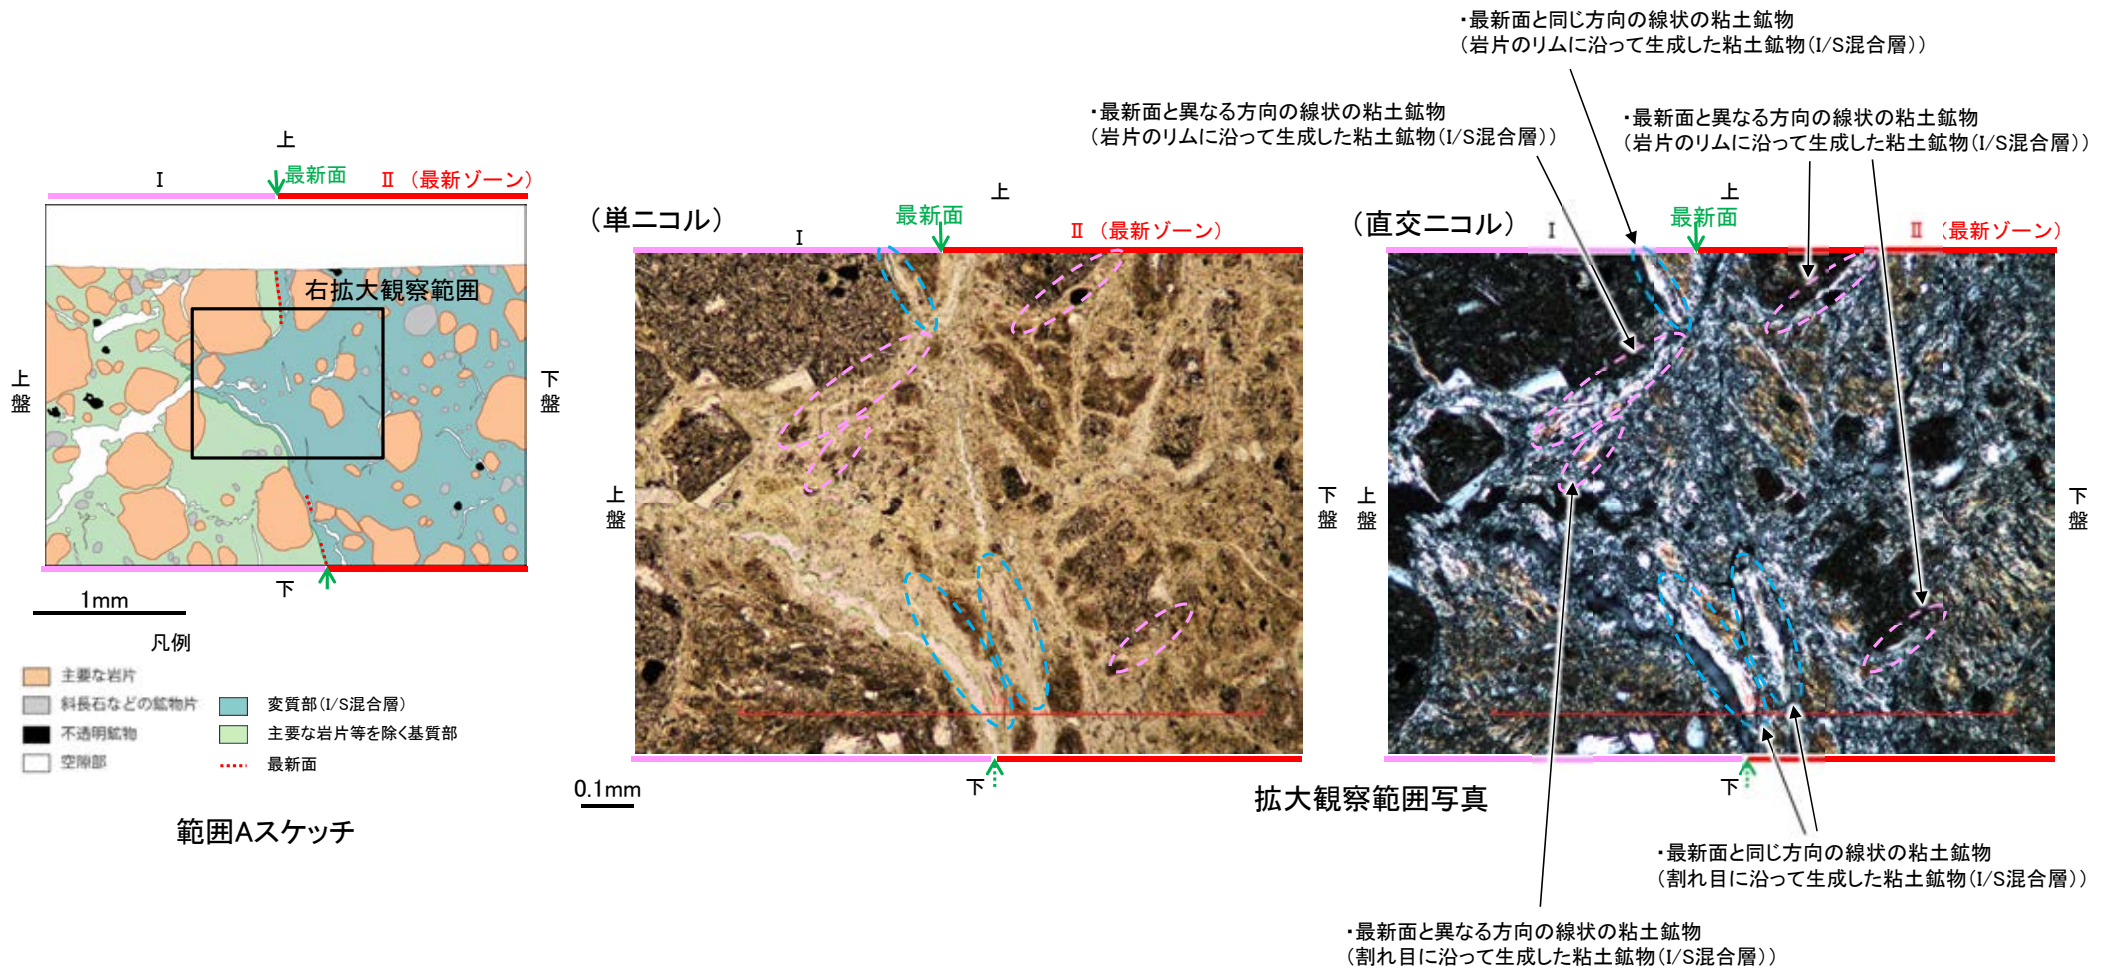 ・最新面と同じ方向の線状の粘土鉱物
(岩片のリムに沿って生成した粘土鉱物(I/S混合層))
・最新面と異なる方向の線状の粘土鉱物
(岩片のリムに沿って生成した粘土鉱物(I/S混合層))
・最新面と異なる方向の線状の粘土鉱物
(岩片のリムに沿って生成した粘土鉱物(I/S混合層))
上
最新面
I
Ⅱ (最新ゾーン)
右拡大観察範囲
上盤
下盤
下
1mm
凡例
主要な岩片
斜長石などの鉱物片
不透明鉱物
空隙部
変質部(I/S混合層)
主要な岩片等を除く基質部
最新面
範囲Aスケッチ
(単ニコル)
上
最新面
I
Ⅱ (最新ゾーン)
上盤
下盤
下
0.1mm
(直交ニコル)
上
最新面
I
Ⅱ (最新ゾーン)
上盤
下盤
下
拡大観察範囲写真
・最新面と同じ方向の線状の粘土鉱物
(割れ目に沿って生成した粘土鉱物(I/S混合層))
・最新面と異なる方向の線状の粘土鉱物
(割れ目に沿って生成した粘土鉱物(I/S混合層))